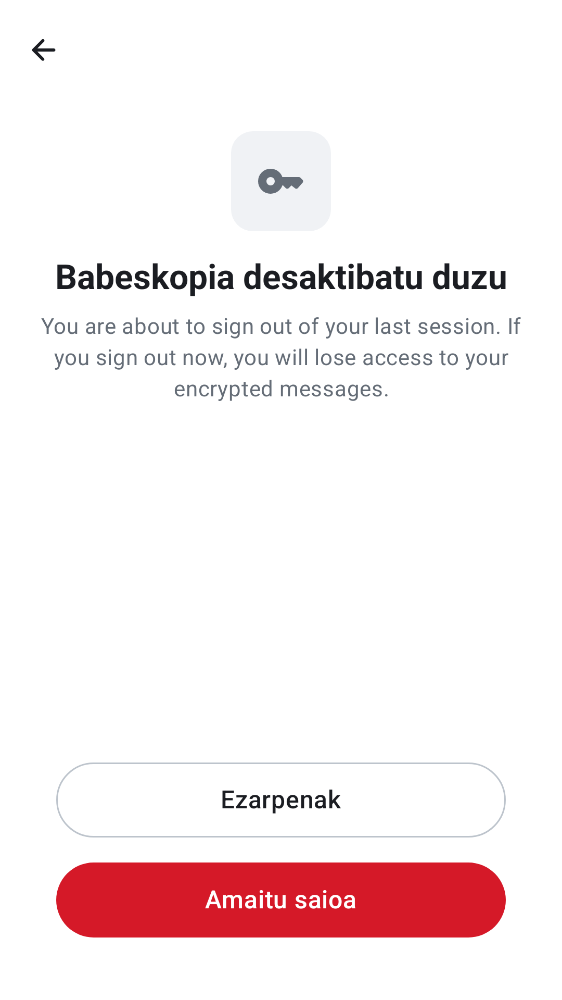 Babeskopia desaktibatu duzu
You are about to sign out of your last session. If
you sign out now, you will lose access to your
encrypted messages.
Ezarpenak
Amaitu saioa